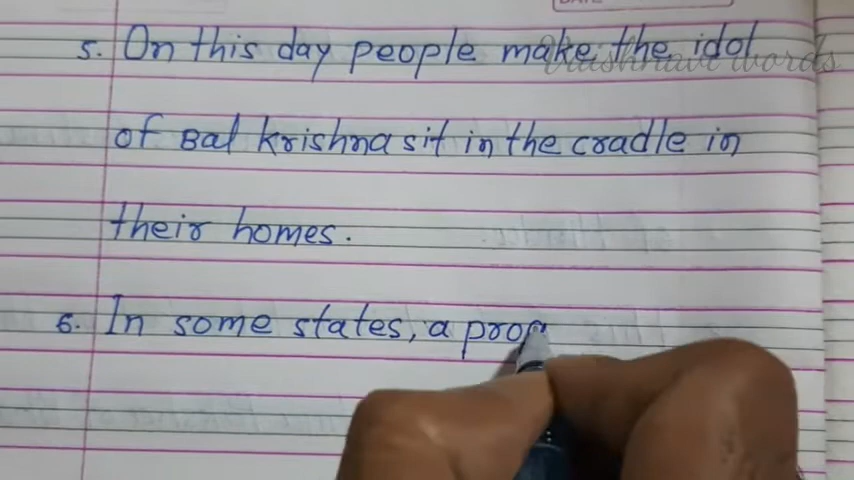 5. On this day people make the idol
of Bal krishna sit in the cradle in
their homes.
6. In some states, a